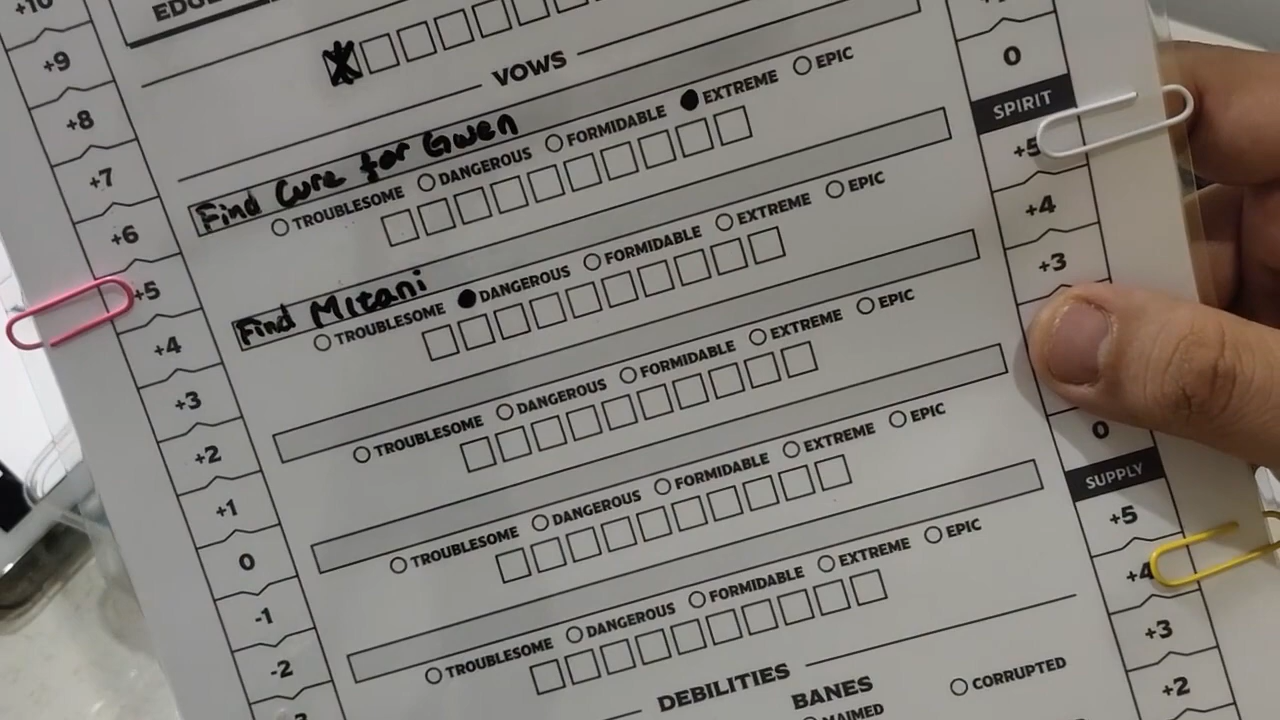 +10
+9
+8
+7
+6
+5
+4
+3
+2
+1
0
-1
-2
VOWS
Find Cure for Gwen
TROUBLESOME DANGEROUS FORMIDABLE EXTREME EPIC
Find Mitani
TROUBLESOME DANGEROUS FORMIDABLE EXTREME EPIC
TROUBLESOME DANGEROUS FORMIDABLE EXTREME EPIC
TROUBLESOME DANGEROUS FORMIDABLE EXTREME EPIC
TROUBLESOME DANGEROUS FORMIDABLE EXTREME EPIC
DEBILITIES
BANES
MAIMED
CORRUPTED
0
SPIRIT
+5
+4
+3
0
SUPPLY
+5
+4
+3
+2